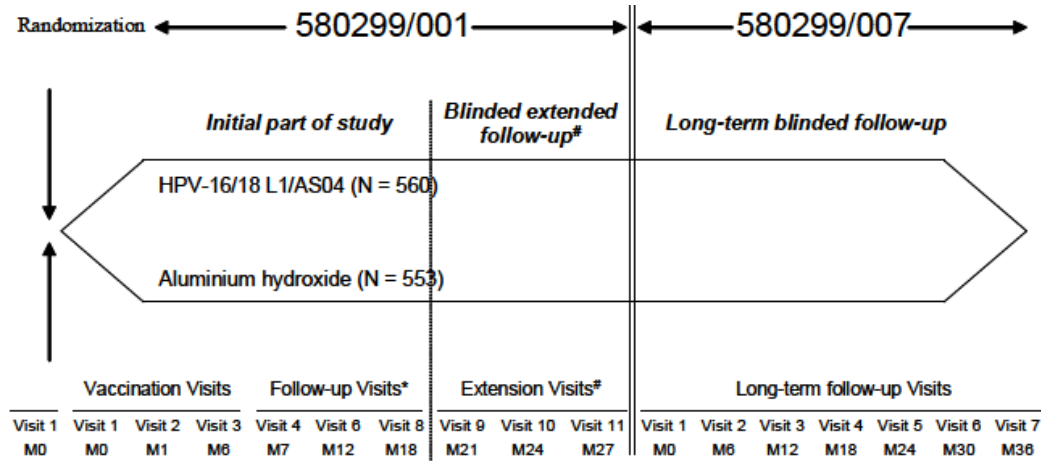 Randomization 580299/001 580299/007
Initial part of study
Blinded extended
follow-up#
Long-term blinded follow-up
HPV-16/18 L1/AS04 (N = 560)
Aluminium hydroxide (N = 553)
Vaccination Visits Follow-up Visits* Extension Visits# Long-term follow-up Visits
Visit 1 Visit 1 Visit 2 Visit 3 Visit 4 Visit 6 Visit 8 Visit 9 Visit 10 Visit 11 Visit 1 Visit 2 Visit 3 Visit 4 Visit 5 Visit 6 Visit 7
M0 M0 M1 M6 M7 M12 M18 M21 M24 M27 M0 M6 M12 M18 M24 M30 M36